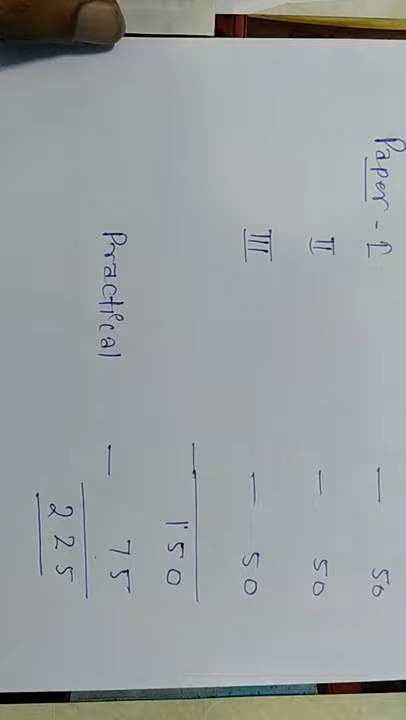 Paper - I — 50
II — 50
III — 50
150
Practical — 75
225